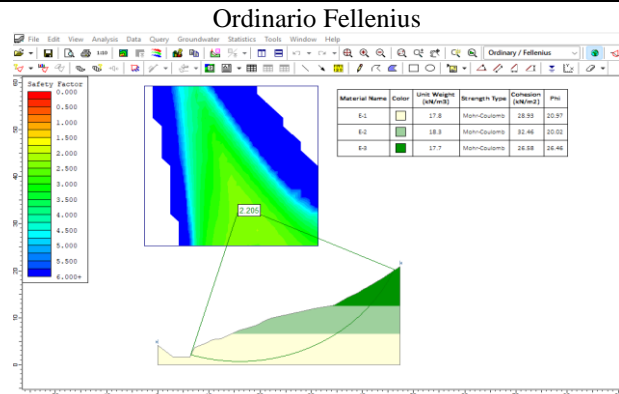 Ordinario Fellenius
File Edit View Analysis Data Query Groundwater Statistics Tools Window Help
Ordinary / Fellenius
Safety Factor
0.000
0.500
1.000
1.500
2.000
2.500
3.000
3.500
4.000
4.500
5.000
5.500
6.000+
2.205
Material Name Color Unit Weight (kN/m3) Strength Type Cohesion (kN/m2) Phi
E-1 17.8 Mohr-Coulomb 28.93 20.97
E-2 18.3 Mohr-Coulomb 32.46 20.02
E-3 17.7 Mohr-Coulomb 26.58 26.46